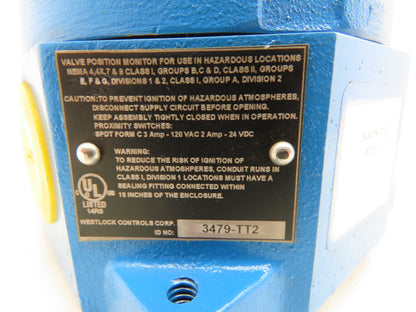 VALVE POSITION MONITOR FOR USE IN HAZARDOUS LOCATIONS
NEMA 4,4X,7 & 9 CLASS I, GROUPS B,C & D, CLASS II, GROUPS
E, F & G, DIVISIONS 1 & 2, CLASS I, GROUP A, DIVISION 2
CAUTION: TO PREVENT IGNITION OF HAZARDOUS ATMOSPHERES,
DISCONNECT SUPPLY CIRCUIT BEFORE OPENING.
KEEP ASSEMBLY TIGHTLY CLOSED WHEN IN OPERATION.
PROXIMITY SWITCHES:
SPDT FORM C 3 Amp - 120 VAC 2 Amp - 24 VDC
WARNING:
TO REDUCE THE RISK OF IGNITION OF
HAZARDOUS ATMOSHPERES, CONDUIT RUNS IN
CLASS I, DIVISION 1 LOCATIONS MUST HAVE A
SEALING FITTING CONNECTED WITHIN
18 INCHES OF THE ENCLOSURE.
UL
LISTED
14R6
WESTLOCK CONTROLS CORP.
ID NO: 3479-TT2